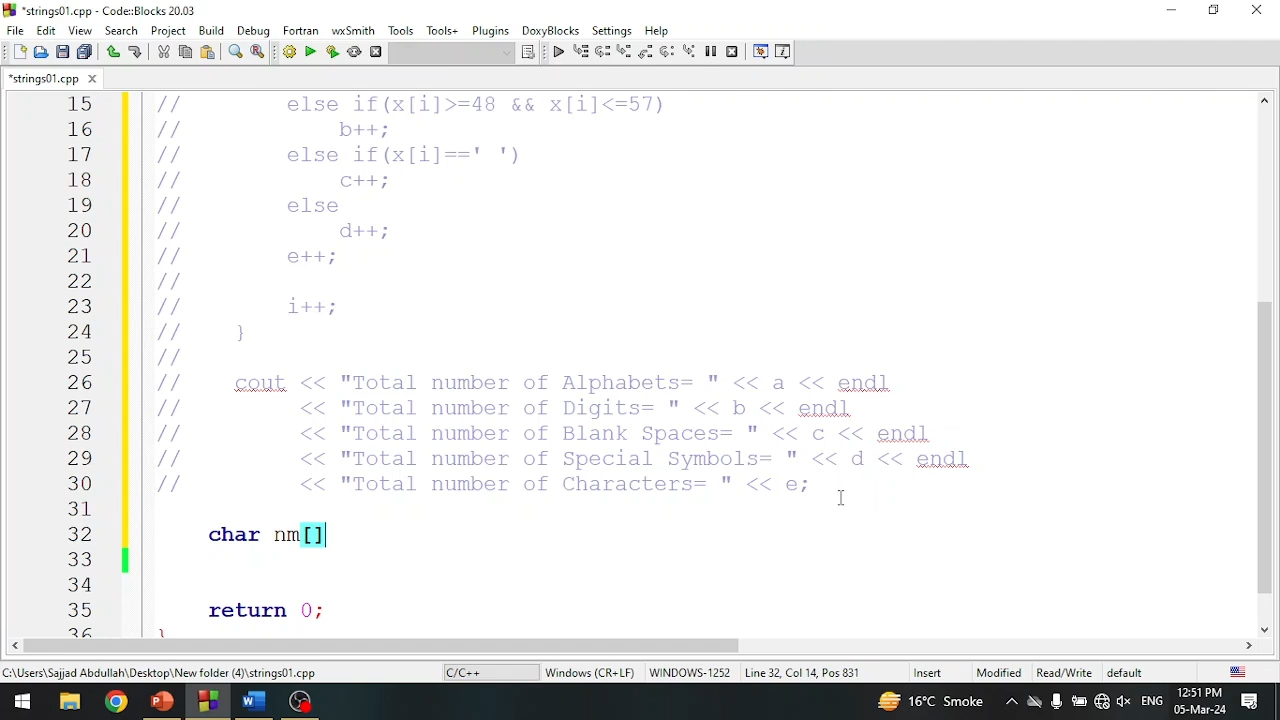 *strings01.cpp - Code::Blocks 20.03
File Edit View Search Project Build Debug Fortran wxSmith Tools Tools+ Plugins DoxyBlocks Settings Help
*strings01.cpp
15 // else if(x[i]>=48 && x[i]<=57)
16 // b++;
17 // else if(x[i]==' ')
18 // c++;
19 // else
20 // d++;
21 // e++;
22 //
23 // i++;
24 // }
25 //
26 // cout << "Total number of Alphabets= " << a << endl
27 // << "Total number of Digits= " << b << endl
28 // << "Total number of Blank Spaces= " << c << endl
29 // << "Total number of Special Symbols= " << d << endl
30 // << "Total number of Characters= " << e;
31
32 char nm[]
33
34
35 return 0;
36 }
C:\Users\Sajjad Abdullah\Desktop\New folder (4)\strings01.cpp C/C++ Windows (CR+LF) WINDOWS-1252 Line 32, Col 14, Pos 831 Insert Modified Read/Write default
16°C Smoke ENG 12:51 PM
05-Mar-24